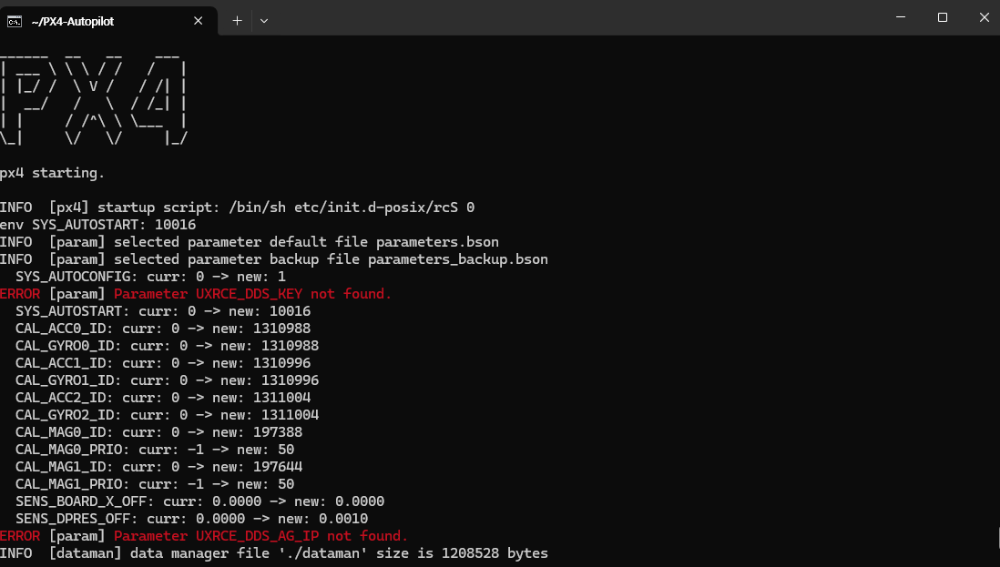 ~/PX4-Autopilot
______  __   __    ___
| ___ \ \ \ / /   /   |
| |_/ /  \ V /   / /| |
|  __/   /   \  / /_| |
| |     / /^\ \ \___  |
\_|     \/   \/     |_/
px4 starting.
INFO  [px4] startup script: /bin/sh etc/init.d-posix/rcS 0
env SYS_AUTOSTART: 10016
INFO  [param] selected parameter default file parameters.bson
INFO  [param] selected parameter backup file parameters_backup.bson
  SYS_AUTOCONFIG: curr: 0 -> new: 1
ERROR [param] Parameter UXRCE_DDS_KEY not found.
  SYS_AUTOSTART: curr: 0 -> new: 10016
  CAL_ACC0_ID: curr: 0 -> new: 1310988
  CAL_GYRO0_ID: curr: 0 -> new: 1310988
  CAL_ACC1_ID: curr: 0 -> new: 1310996
  CAL_GYRO1_ID: curr: 0 -> new: 1310996
  CAL_ACC2_ID: curr: 0 -> new: 1311004
  CAL_GYRO2_ID: curr: 0 -> new: 1311004
  CAL_MAG0_ID: curr: 0 -> new: 197388
  CAL_MAG0_PRIO: curr: -1 -> new: 50
  CAL_MAG1_ID: curr: 0 -> new: 197644
  CAL_MAG1_PRIO: curr: -1 -> new: 50
  SENS_BOARD_X_OFF: curr: 0.0000 -> new: 0.0000
  SENS_DPRES_OFF: curr: 0.0000 -> new: 0.0010
ERROR [param] Parameter UXRCE_DDS_AG_IP not found.
INFO  [dataman] data manager file './dataman' size is 1208528 bytes